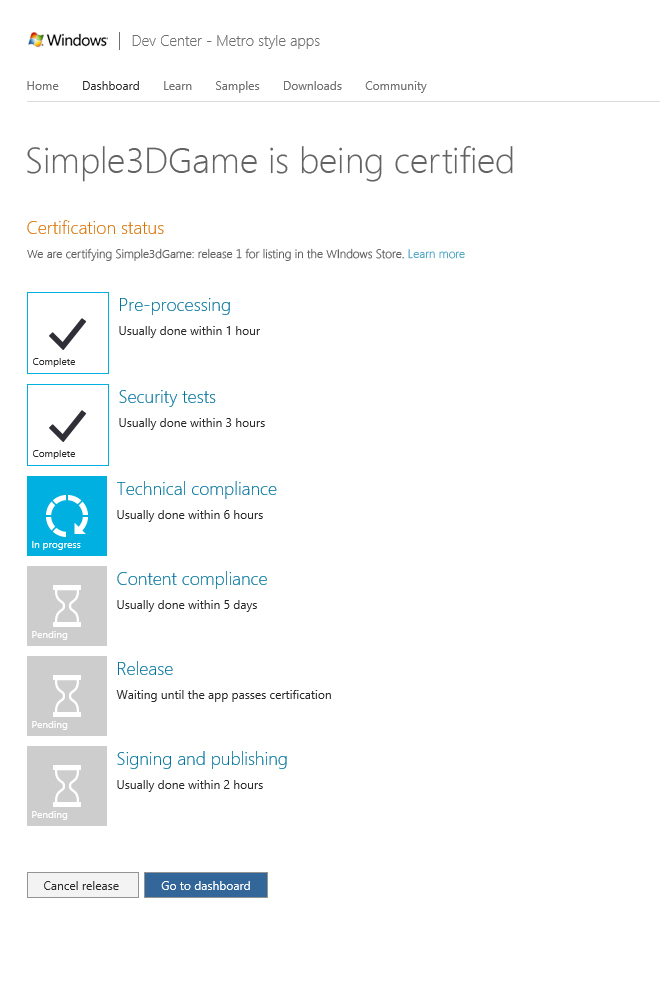 Windows Dev Center - Metro style apps
Home Dashboard Learn Samples Downloads Community
Simple3DGame is being certified
Certification status
We are certifying Simple3dGame: release 1 for listing in the WIndows Store. Learn more
Pre-processing
Usually done within 1 hour
Complete
Security tests
Usually done within 3 hours
Complete
Technical compliance
Usually done within 6 hours
In progress
Content compliance
Usually done within 5 days
Pending
Release
Waiting until the app passes certification
Pending
Signing and publishing
Usually done within 2 hours
Pending
Cancel release Go to dashboard